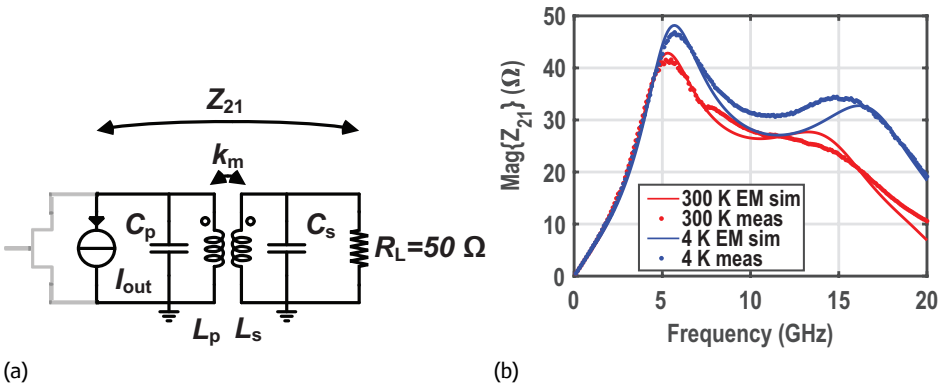 Z21
km
Cp
Cs
RL=50 Ω
Iout
Lp
Ls
(a)
50
40
30
20
10
0
Mag{Z21} (Ω)
300 K EM sim
300 K meas
4 K EM sim
4 K meas
0 5 10 15 20
Frequency (GHz)
(b)